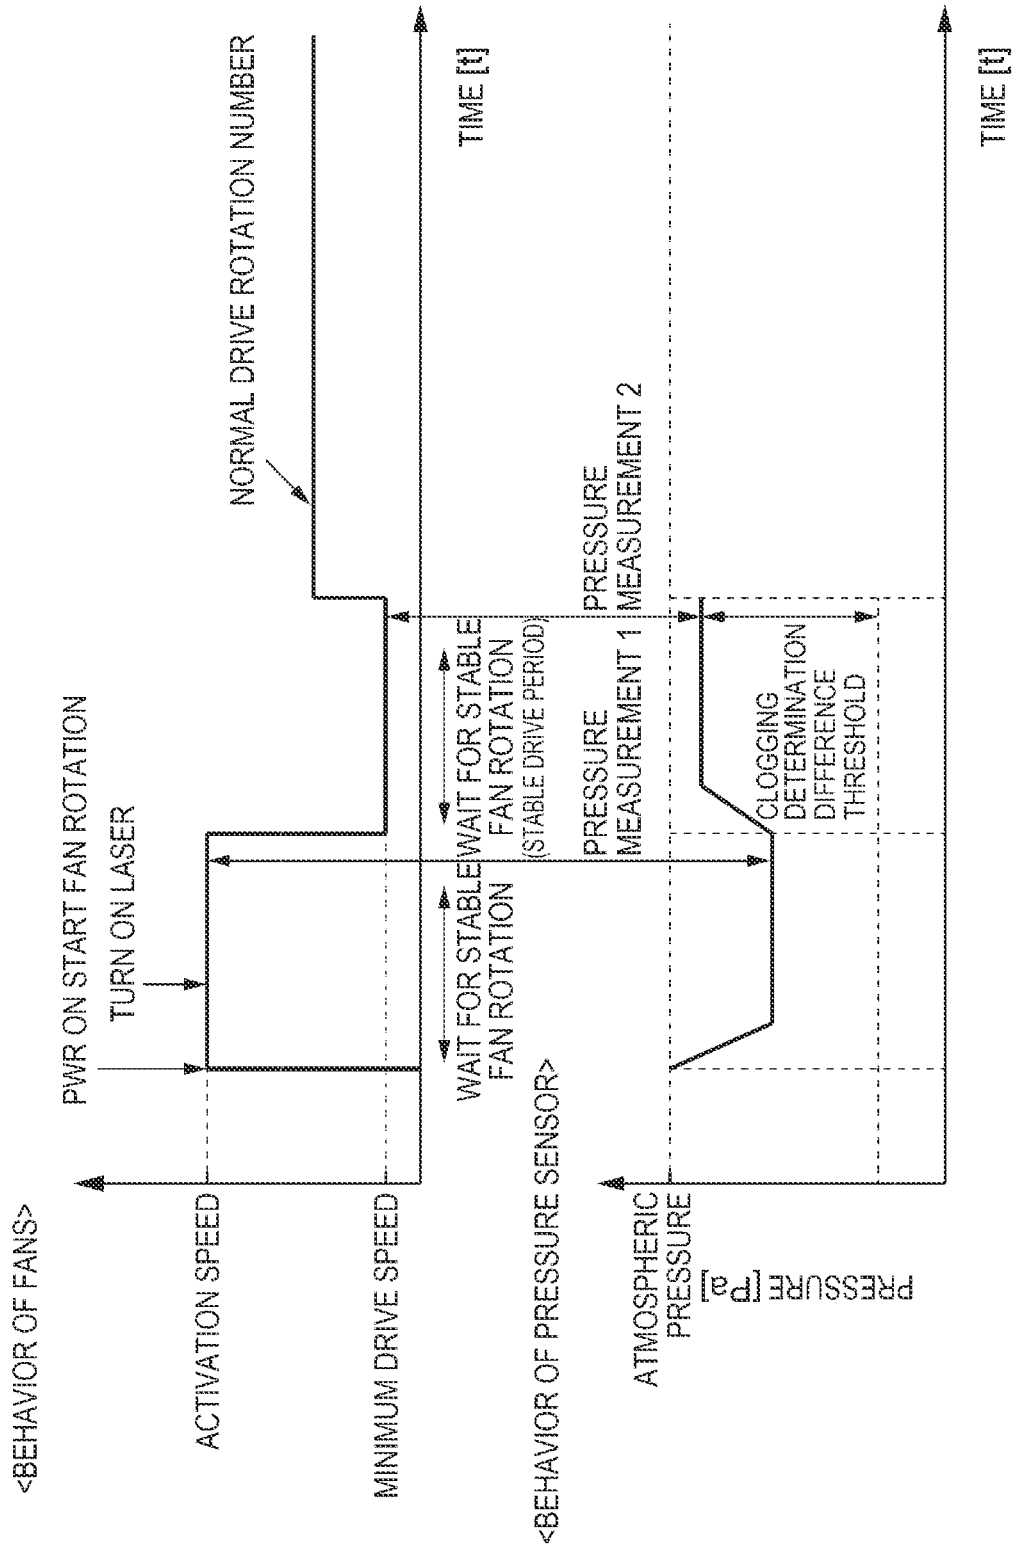 <BEHAVIOR OF FANS>
PWR ON START FAN ROTATION
TURN ON LASER
NORMAL DRIVE ROTATION NUMBER
ACTIVATION SPEED
MINIMUM DRIVE SPEED
TIME [t]
WAIT FOR STABLE
FAN ROTATION
WAIT FOR STABLE
FAN ROTATION
(STABLE DRIVE PERIOD)
<BEHAVIOR OF PRESSURE SENSOR>
PRESSURE
MEASUREMENT 1
PRESSURE
MEASUREMENT 2
ATMOSPHERIC
PRESSURE
PRESSURE [Pa]
CLOGGING
DETERMINATION
DIFFERENCE
THRESHOLD
TIME [t]